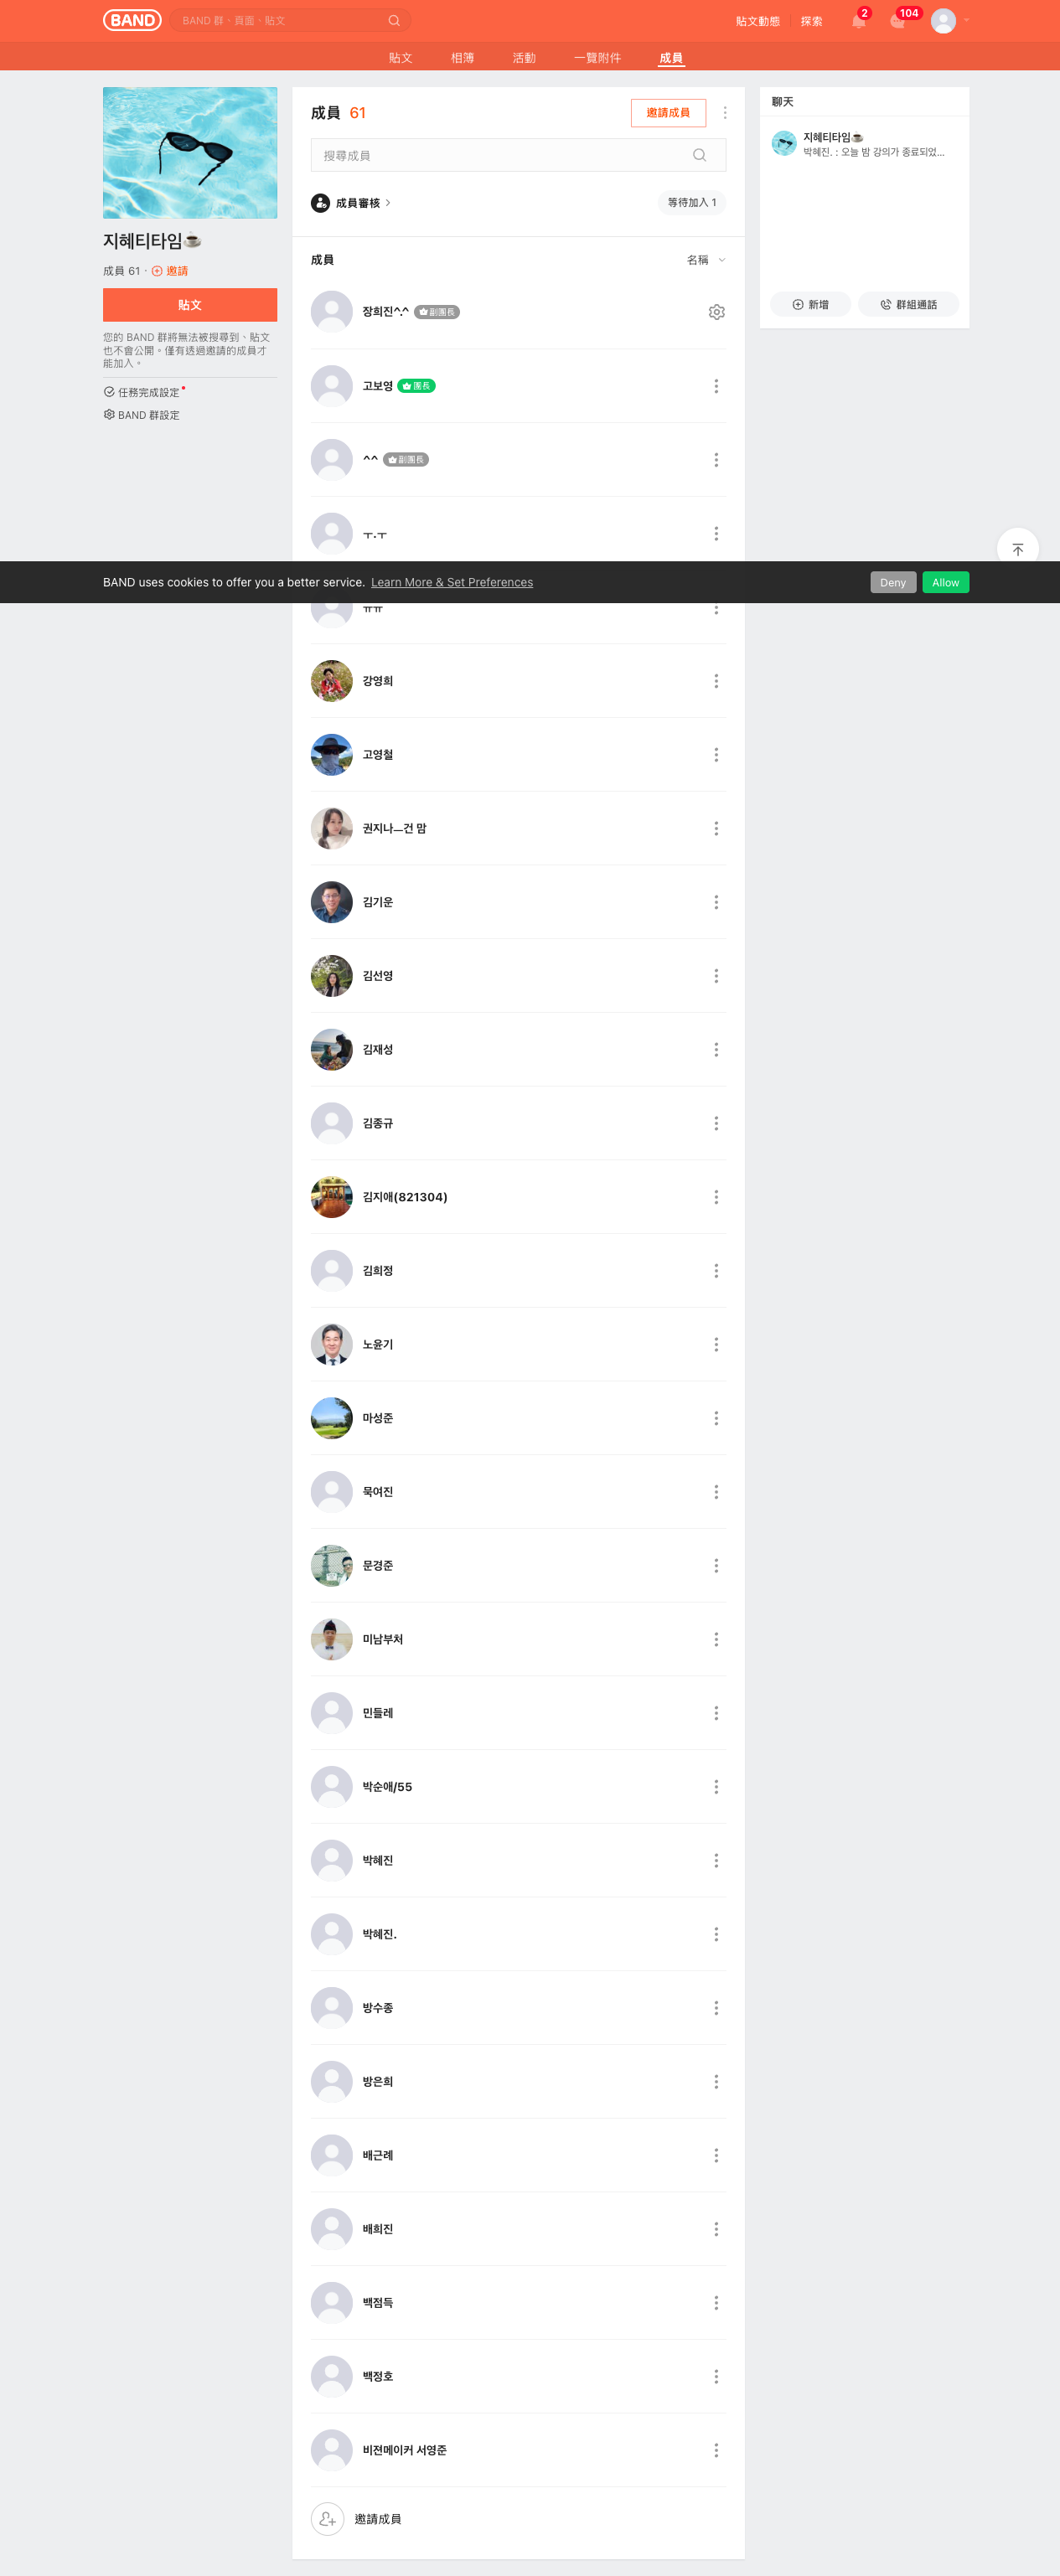 BAND
BAND 群、頁面、貼文
貼文動態
探索
2
104
貼文
相簿
活動
一覽附件
成員
지혜티타임☕
成員 61 · 邀請
貼文
您的 BAND 群將無法被搜尋到、貼文
也不會公開。僅有透過邀請的成員才
能加入。
任務完成設定
BAND 群設定
成員 61
邀請成員
搜尋成員
成員審核
等待加入 1
成員
名稱
장희진^.^ 副團長
고보영 團長
^^ 副團長
ㅜ.ㅜ
BAND uses cookies to offer you a better service. Learn More & Set Preferences
Deny
Allow
ㅠㅠ
강영희
고영철
권지나ㅡ건 맘
김기운
김선영
김재성
김종규
김지애(821304)
김희정
노윤기
마성준
묵여진
문경준
미남부처
민들레
박순애/55
박혜진
박혜진.
방수종
방은희
배근례
배희진
백점득
백정호
비젼메이커 서영준
邀請成員
聊天
지혜티타임☕
박혜진. : 오늘 밤 강의가 종료되었...
新增
群組通話